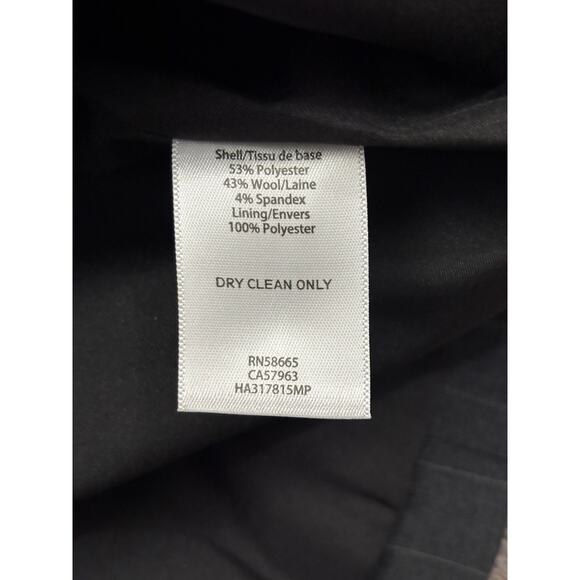 Shell/Tissu de base
53% Polyester
43% Wool/Laine
4% Spandex
Lining/Envers
100% Polyester
DRY CLEAN ONLY
RN58665
CA57963
HA317815MP